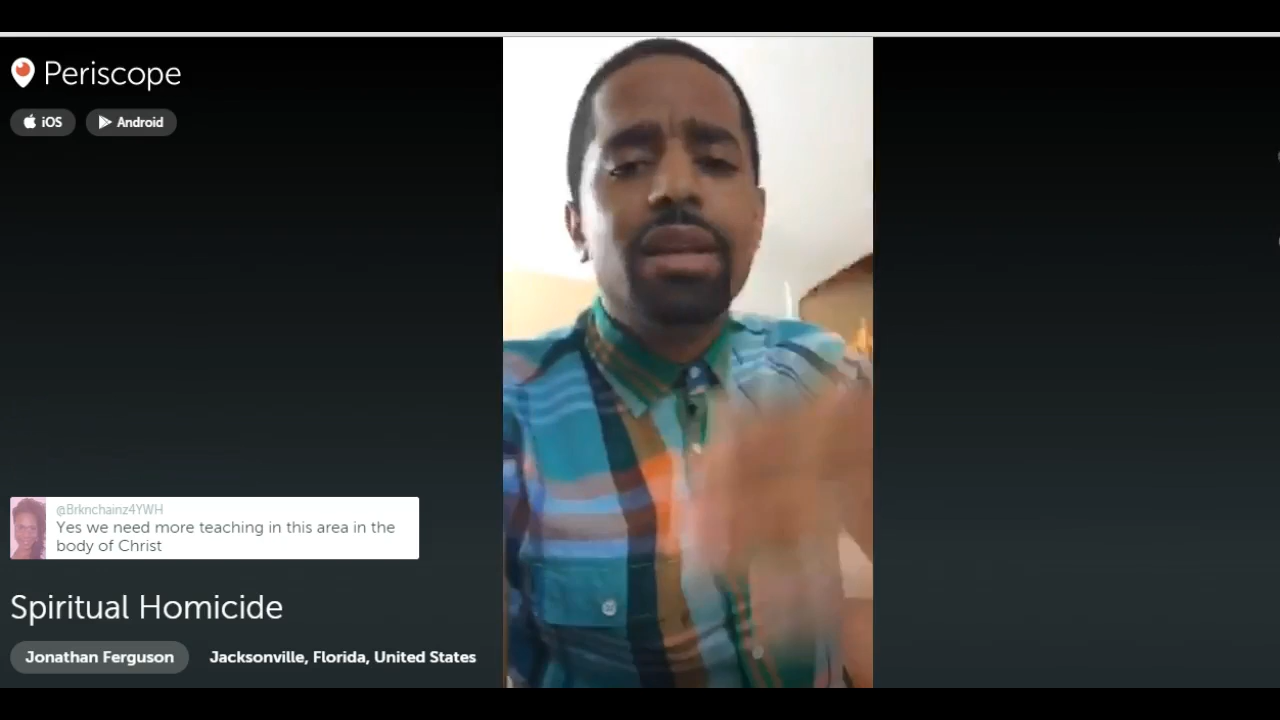 Periscope
iOS
Android
@Brknchainz4YWH
Yes we need more teaching in this area in the
body of Christ
Spiritual Homicide
Jonathan Ferguson
Jacksonville, Florida, United States